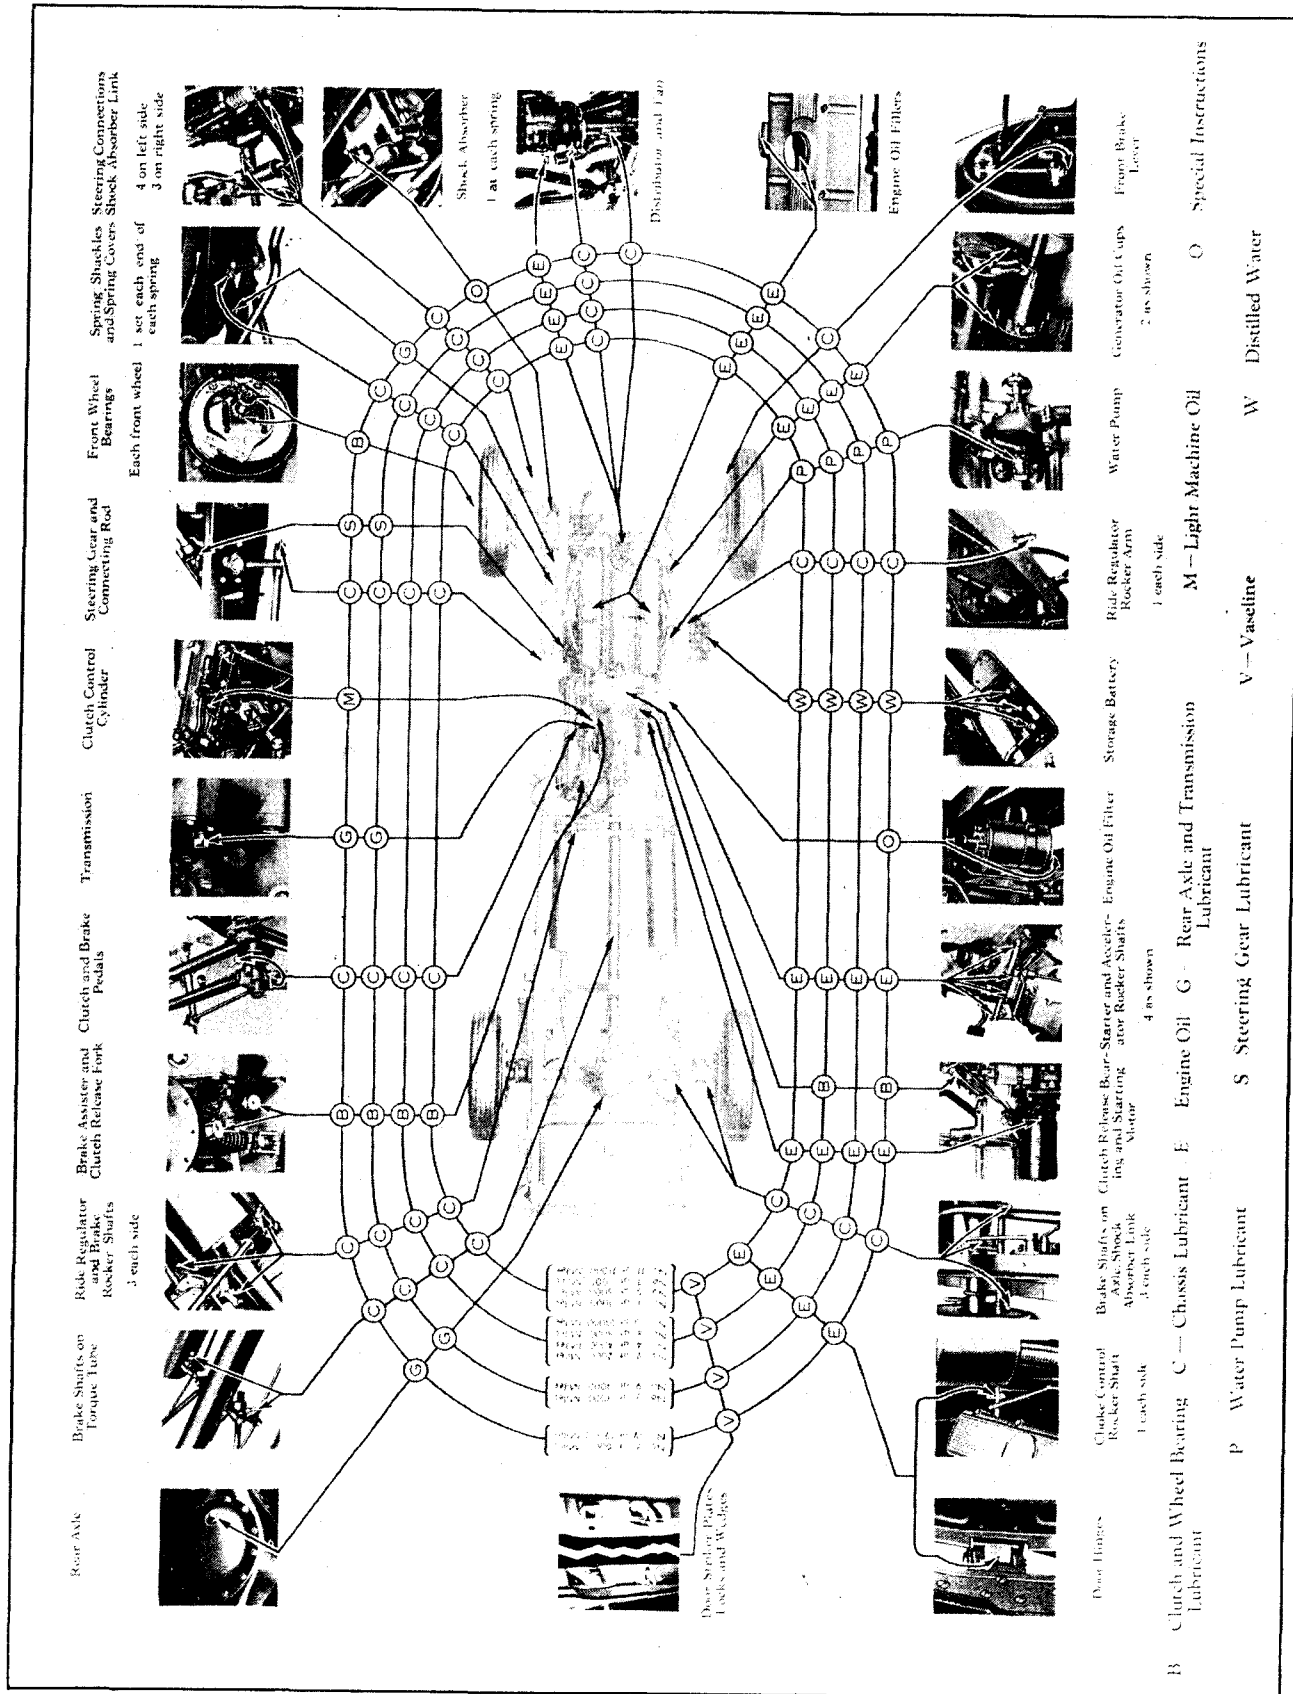 Rear Axle
Brake Shafts on
Torque Tube
Ride Regulator
and Brake
Rocker Shafts
3 each side
Brake Assister and
Clutch Release Fork
Clutch and Brake
Pedals
Transmission
Clutch Control
Cylinder
Steering Gear and
Connecting Rod
Front Wheel
Bearings
Each front wheel
Spring Shackles
and Spring Covers
1 set each end of
each spring
Steering Connections
Shock Absorber Link
4 on left side
3 on right side
Shock Absorber
1 at each spring
Distributor and Fan
Engine Oil Fillers
Door Striker Plates
Locks and Wedges
Door Hinges
Choke Control
Rocker Shaft
1 each side
Brake Shafts on
Axle, Shock
Absorber Link
3 each side
Clutch Release Bear-
ing and Starting
Motor
Starter and Acceler-
ator Rocker Shafts
4 as shown
Engine Oil Filter
Storage Battery
Ride Regulator
Rocker Arm
1 each side
Water Pump
Generator Oil Cups
2 as shown
Front Brake
Lever
G C C B C G M C S B C G C O E C C
G C C B C G C S C C E C
C C B C C C C E C
C C B C C C C E C
V E C E E W C P E E
V E C E E W C P E E
V E C E B E W C P E E
V E C E B E O W C P E C E
B Clutch and Wheel Bearing
Lubricant
C — Chassis Lubricant
E Engine Oil
G — Rear Axle and Transmission
Lubricant
M — Light Machine Oil
O Special Instructions
P Water Pump Lubricant
S Steering Gear Lubricant
V — Vaseline
W Distilled Water